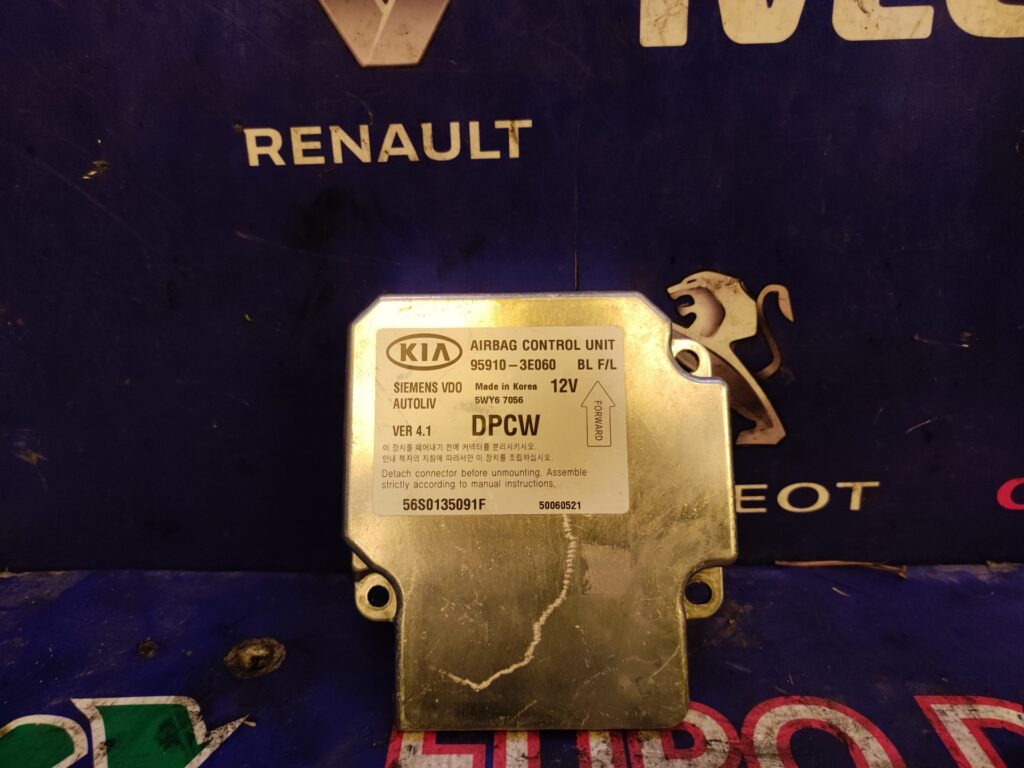 IVECO
RENAULT
KIA
AIRBAG CONTROL UNIT
95910-3E060 BL F/L
SIEMENS VDO Made in Korea 12V
AUTOLIV 5WY6 7056
FORWARD
VER 4.1 DPCW
이 장치를 떼어내기 전에 커넥터를 분리시키시오.
안내 책자의 지침에 따라서만 이 장치를 조립하십시오
Detach connector before unmounting. Assemble
strictly according to manual instructions,
56S0135091F 50060521
PEUGEOT